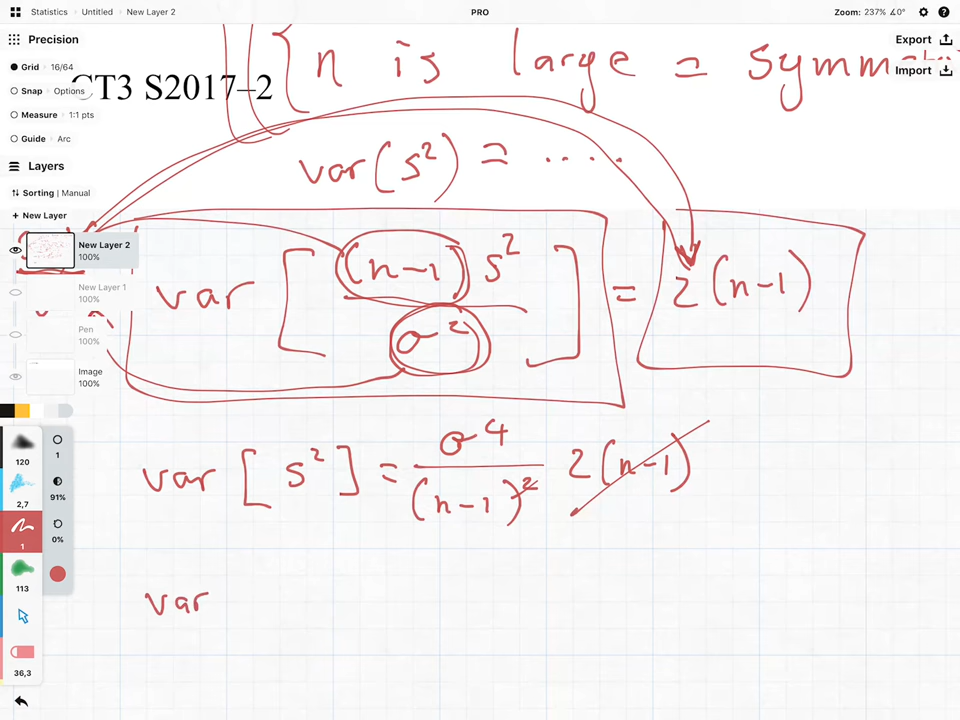 Statistics › Untitled › New Layer 2
PRO
Zoom: 237% ∡0°
Precision
Export
Grid 16/64
Import
Snap Options
Measure 1:1 pts
Guide Arc
Layers
Sorting | Manual
+ New Layer
New Layer 2
100%
New Layer 1
100%
Pen
100%
Image
100%
120
1
91%
2,7
0%
1
113
36,3
n is large = symm
CT3 S2017–2
var(s²) = .....
var [ (n-1) s² / σ² ] = 2(n-1)
var [ s² ] = σ⁴ / (n-1)² 2(n-1)
var